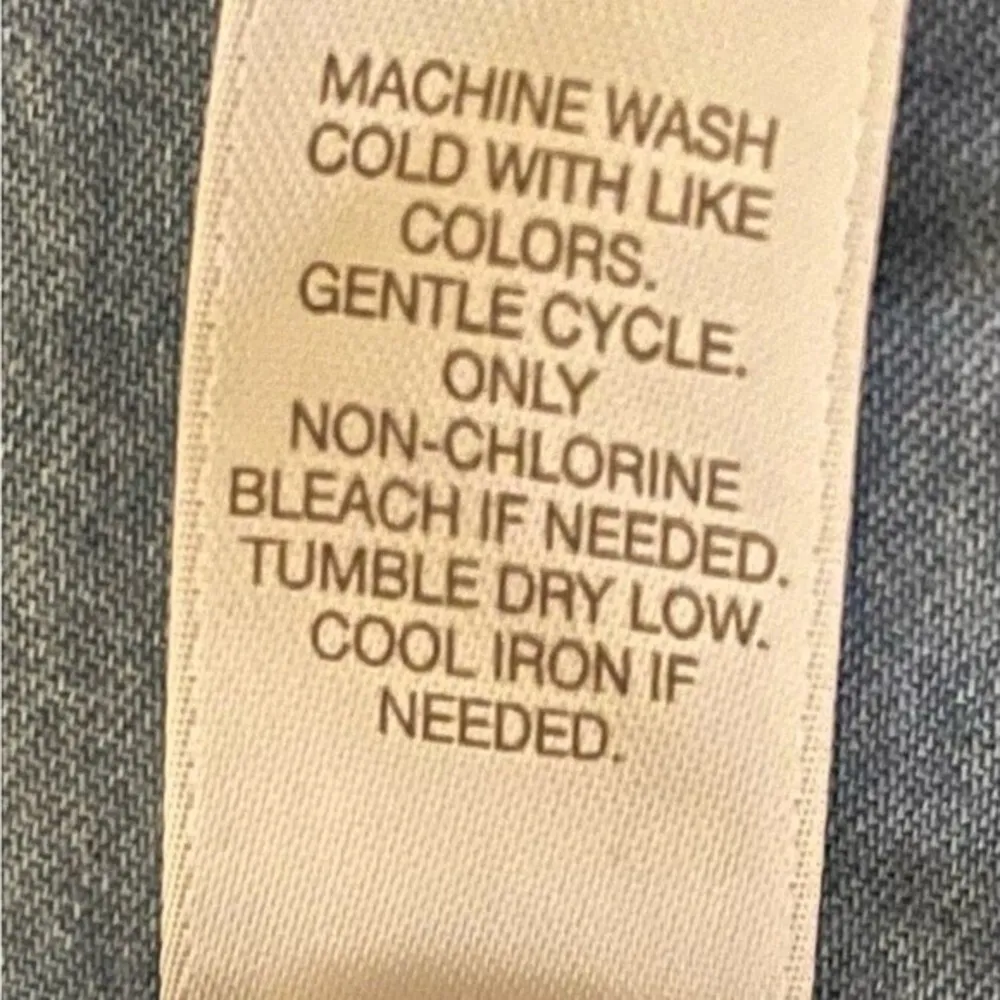 MACHINE WASH
COLD WITH LIKE
COLORS.
GENTLE CYCLE.
ONLY
NON-CHLORINE
BLEACH IF NEEDED.
TUMBLE DRY LOW.
COOL IRON IF
NEEDED.